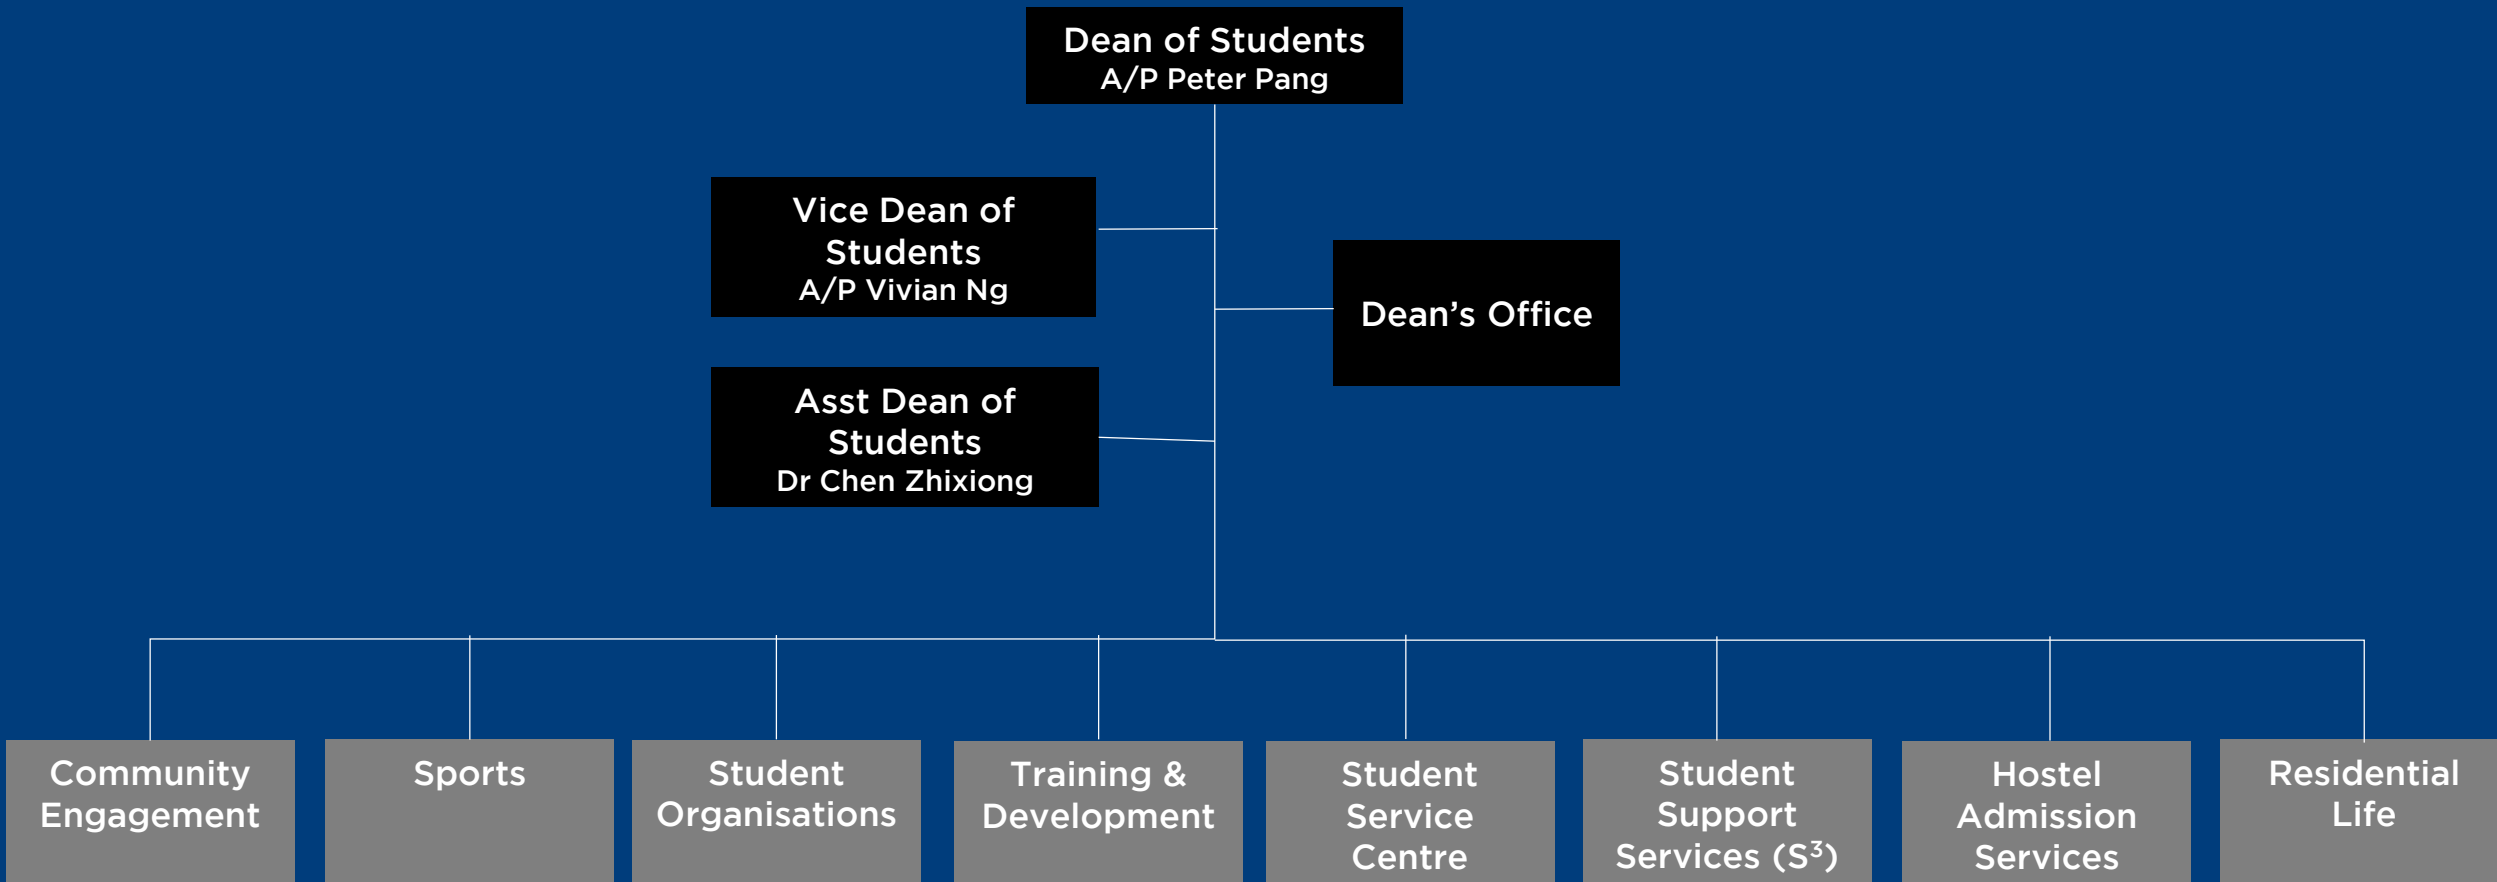 Dean of Students
A/P Peter Pang
Vice Dean of
Students
A/P Vivian Ng
Dean’s Office
Asst Dean of
Students
Dr Chen Zhixiong
Community
Engagement
Sports
Student
Organisations
Training &
Development
Student
Service
Centre
Student
Support
Services (S³)
Hostel
Admission
Services
Residential
Life